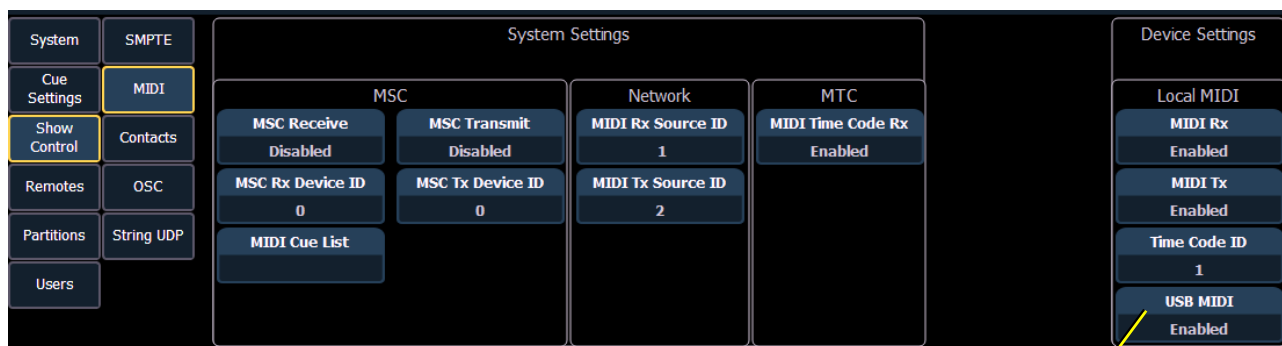 System
SMPTE
Cue
Settings
MIDI
Show
Control
Contacts
Remotes
OSC
Partitions
String UDP
Users
System Settings
MSC
MSC Receive
Disabled
MSC Transmit
Disabled
MSC Rx Device ID
0
MSC Tx Device ID
0
MIDI Cue List
Network
MIDI Rx Source ID
1
MIDI Tx Source ID
2
MTC
MIDI Time Code Rx
Enabled
Device Settings
Local MIDI
MIDI Rx
Enabled
MIDI Tx
Enabled
Time Code ID
1
USB MIDI
Enabled